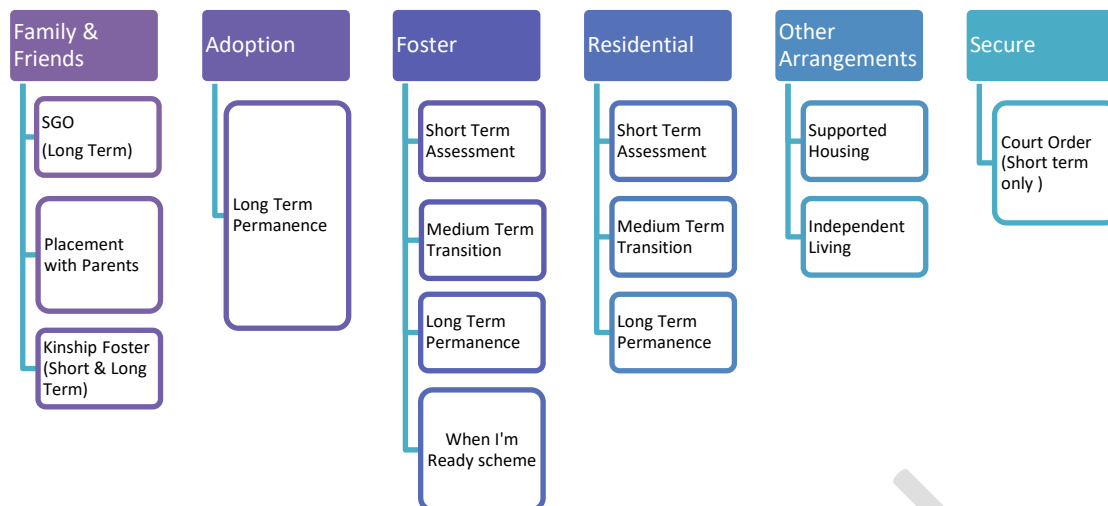 Family &
Friends
SGO
(Long Term)
Placement
with Parents
Kinship Foster
(Short & Long
Term)
Adoption
Long Term
Permanence
Foster
Short Term
Assessment
Medium Term
Transition
Long Term
Permanence
When I'm
Ready scheme
Residential
Short Term
Assessment
Medium Term
Transition
Long Term
Permanence
Other
Arrangements
Supported
Housing
Independent
Living
Secure
Court Order
(Short term
only )